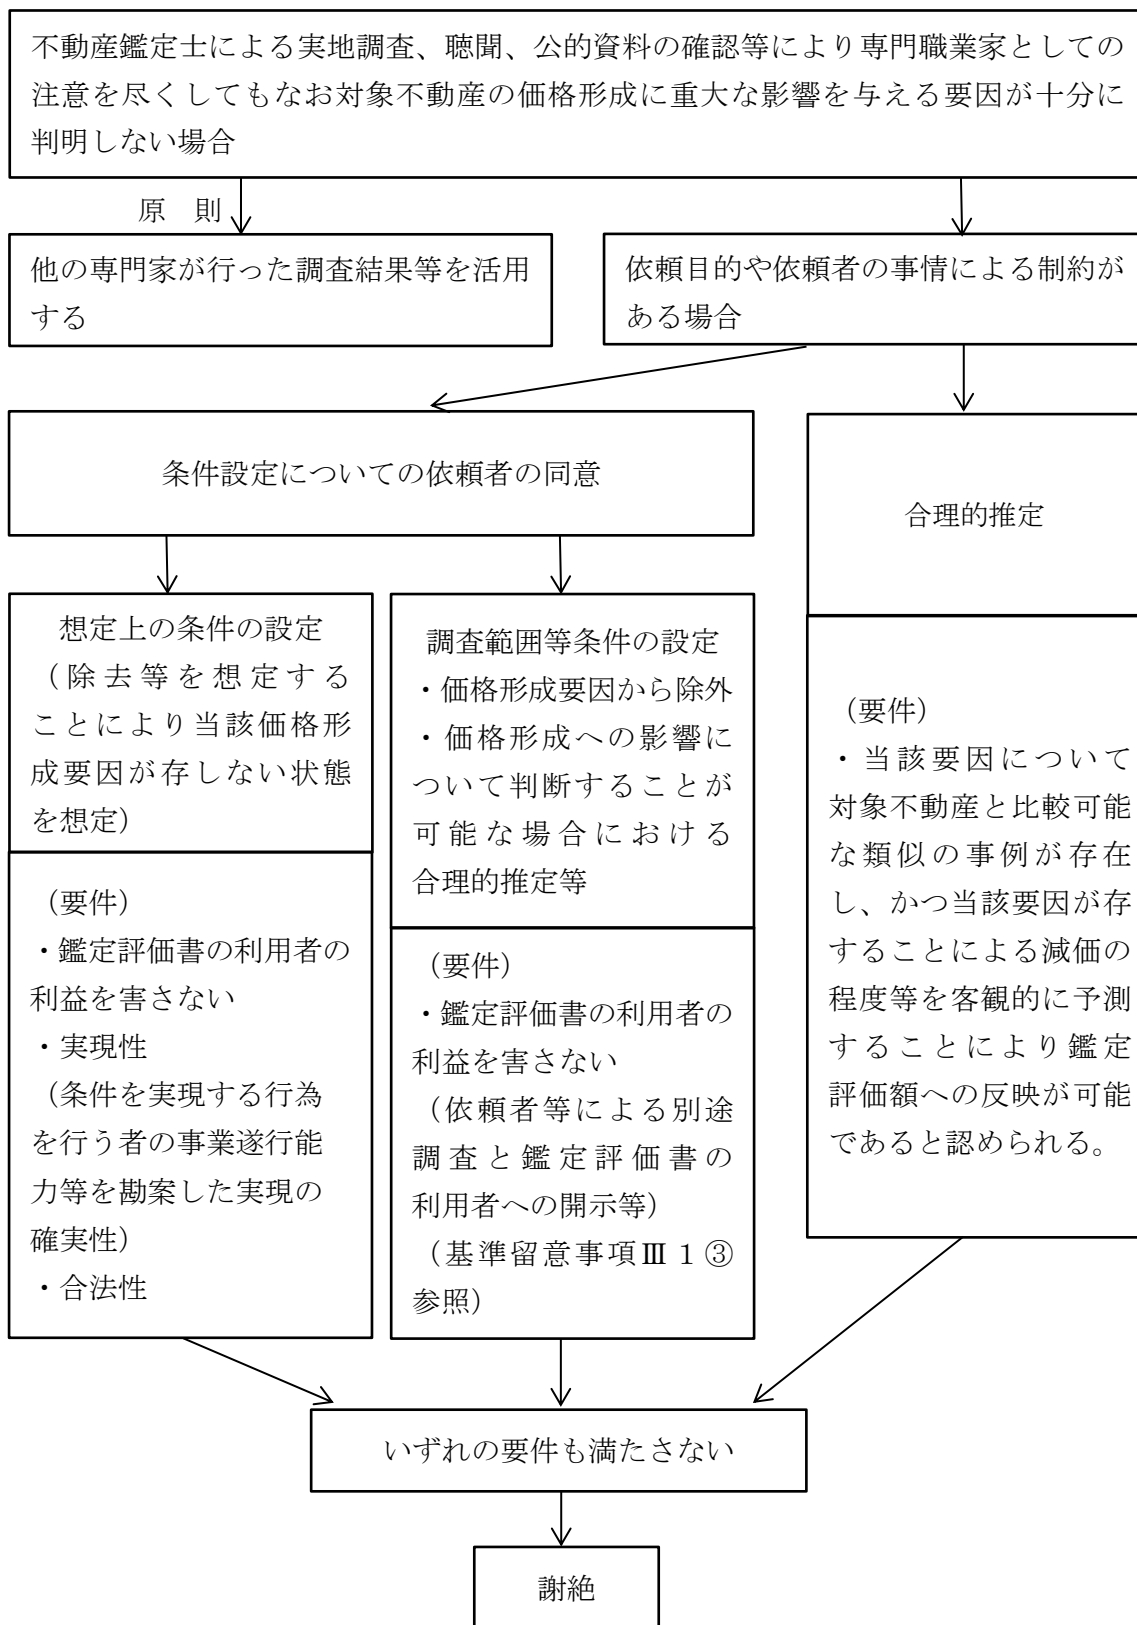 不動産鑑定士による実地調査、聴聞、公的資料の確認等により専門職業家としての
注意を尽くしてもなお対象不動産の価格形成に重大な影響を与える要因が十分に
判明しない場合
原　則
他の専門家が行った調査結果等を活用
する
依頼目的や依頼者の事情による制約が
ある場合
条件設定についての依頼者の同意
合理的推定
想定上の条件の設定
（除去等を想定する
ことにより当該価格形
成要因が存しない状態
を想定）
（要件）
・鑑定評価書の利用者の
利益を害さない
・実現性
（条件を実現する行為
を行う者の事業遂行能
力等を勘案した実現の
確実性）
・合法性
調査範囲等条件の設定
・価格形成要因から除外
・価格形成への影響に
ついて判断することが
可能な場合における
合理的推定等
（要件）
・鑑定評価書の利用者の
利益を害さない
（依頼者等による別途
調査と鑑定評価書の
利用者への開示等）
（基準留意事項Ⅲ１③
参照）
（要件）
・当該要因について
対象不動産と比較可能
な類似の事例が存在
し、かつ当該要因が存
することによる減価の
程度等を客観的に予測
することにより鑑定
評価額への反映が可能
であると認められる。
いずれの要件も満たさない
謝絶